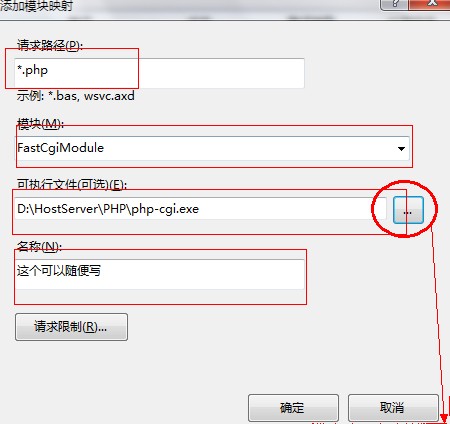 添加模块映射
请求路径(P):
*.php
示例: *.bas, wsvc.axd
模块(M):
FastCgiModule
可执行文件(可选)(E):
D:\HostServer\PHP\php-cgi.exe
...
名称(N):
这个可以随便写
请求限制(R)...
确定
取消